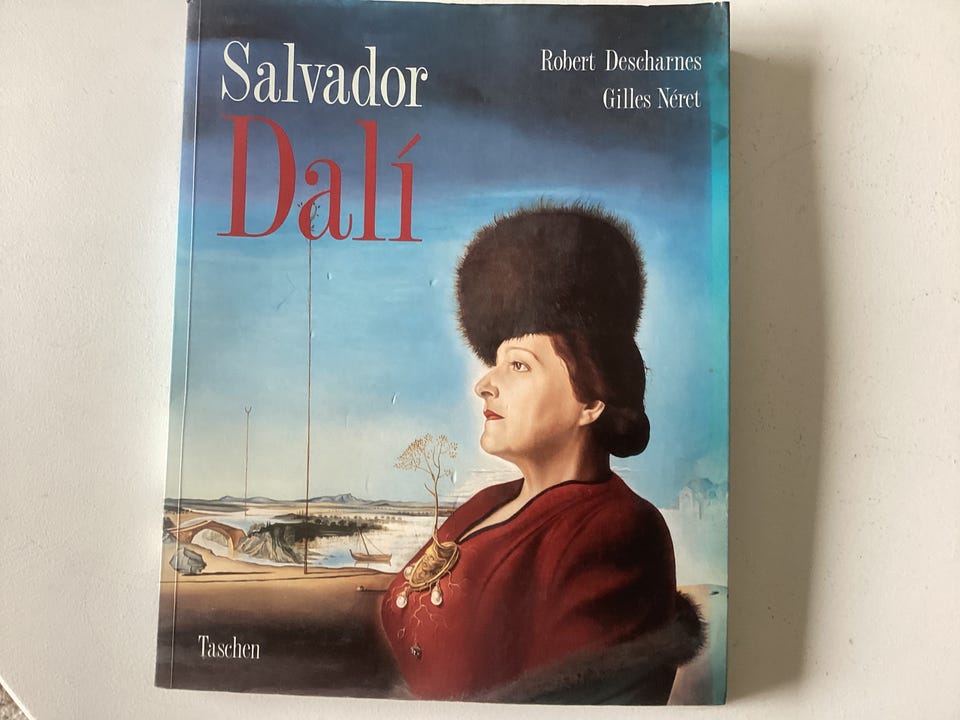 Salvador
Dalí
Robert Descharnes
Gilles Néret
Taschen